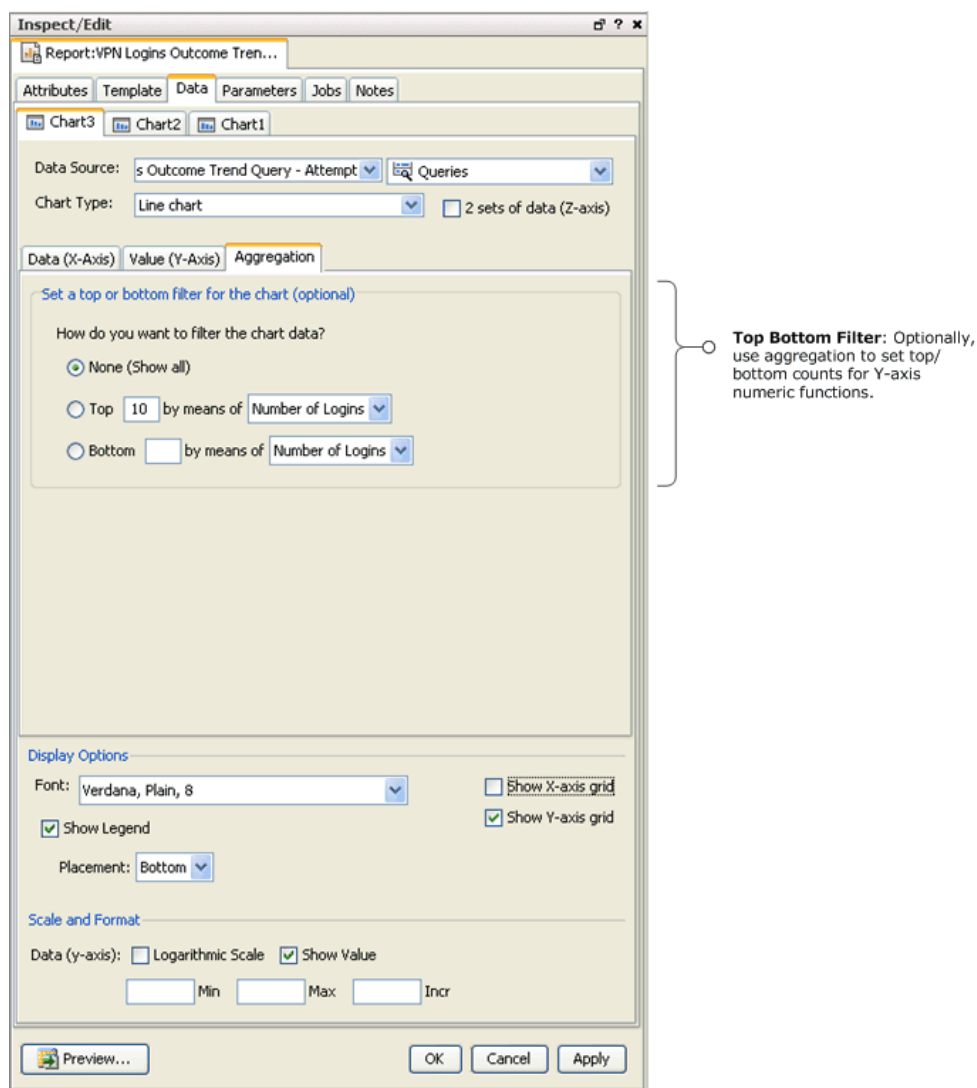 Inspect/Edit
Report:VPN Logins Outcome Tren...
Attributes Template Data Parameters Jobs Notes
Chart3 Chart2 Chart1
Data Source: s Outcome Trend Query - Attempt Queries
Chart Type: Line chart 2 sets of data (Z-axis)
Data (X-Axis) Value (Y-Axis) Aggregation
Set a top or bottom filter for the chart (optional)
How do you want to filter the chart data?
None (Show all)
Top 10 by means of Number of Logins
Bottom by means of Number of Logins
Top Bottom Filter: Optionally,
use aggregation to set top/
bottom counts for Y-axis
numeric functions.
Display Options
Font: Verdana, Plain, 8 Show X-axis grid
Show Y-axis grid
Show Legend
Placement: Bottom
Scale and Format
Data (y-axis): Logarithmic Scale Show Value
Min Max Incr
Preview... OK Cancel Apply